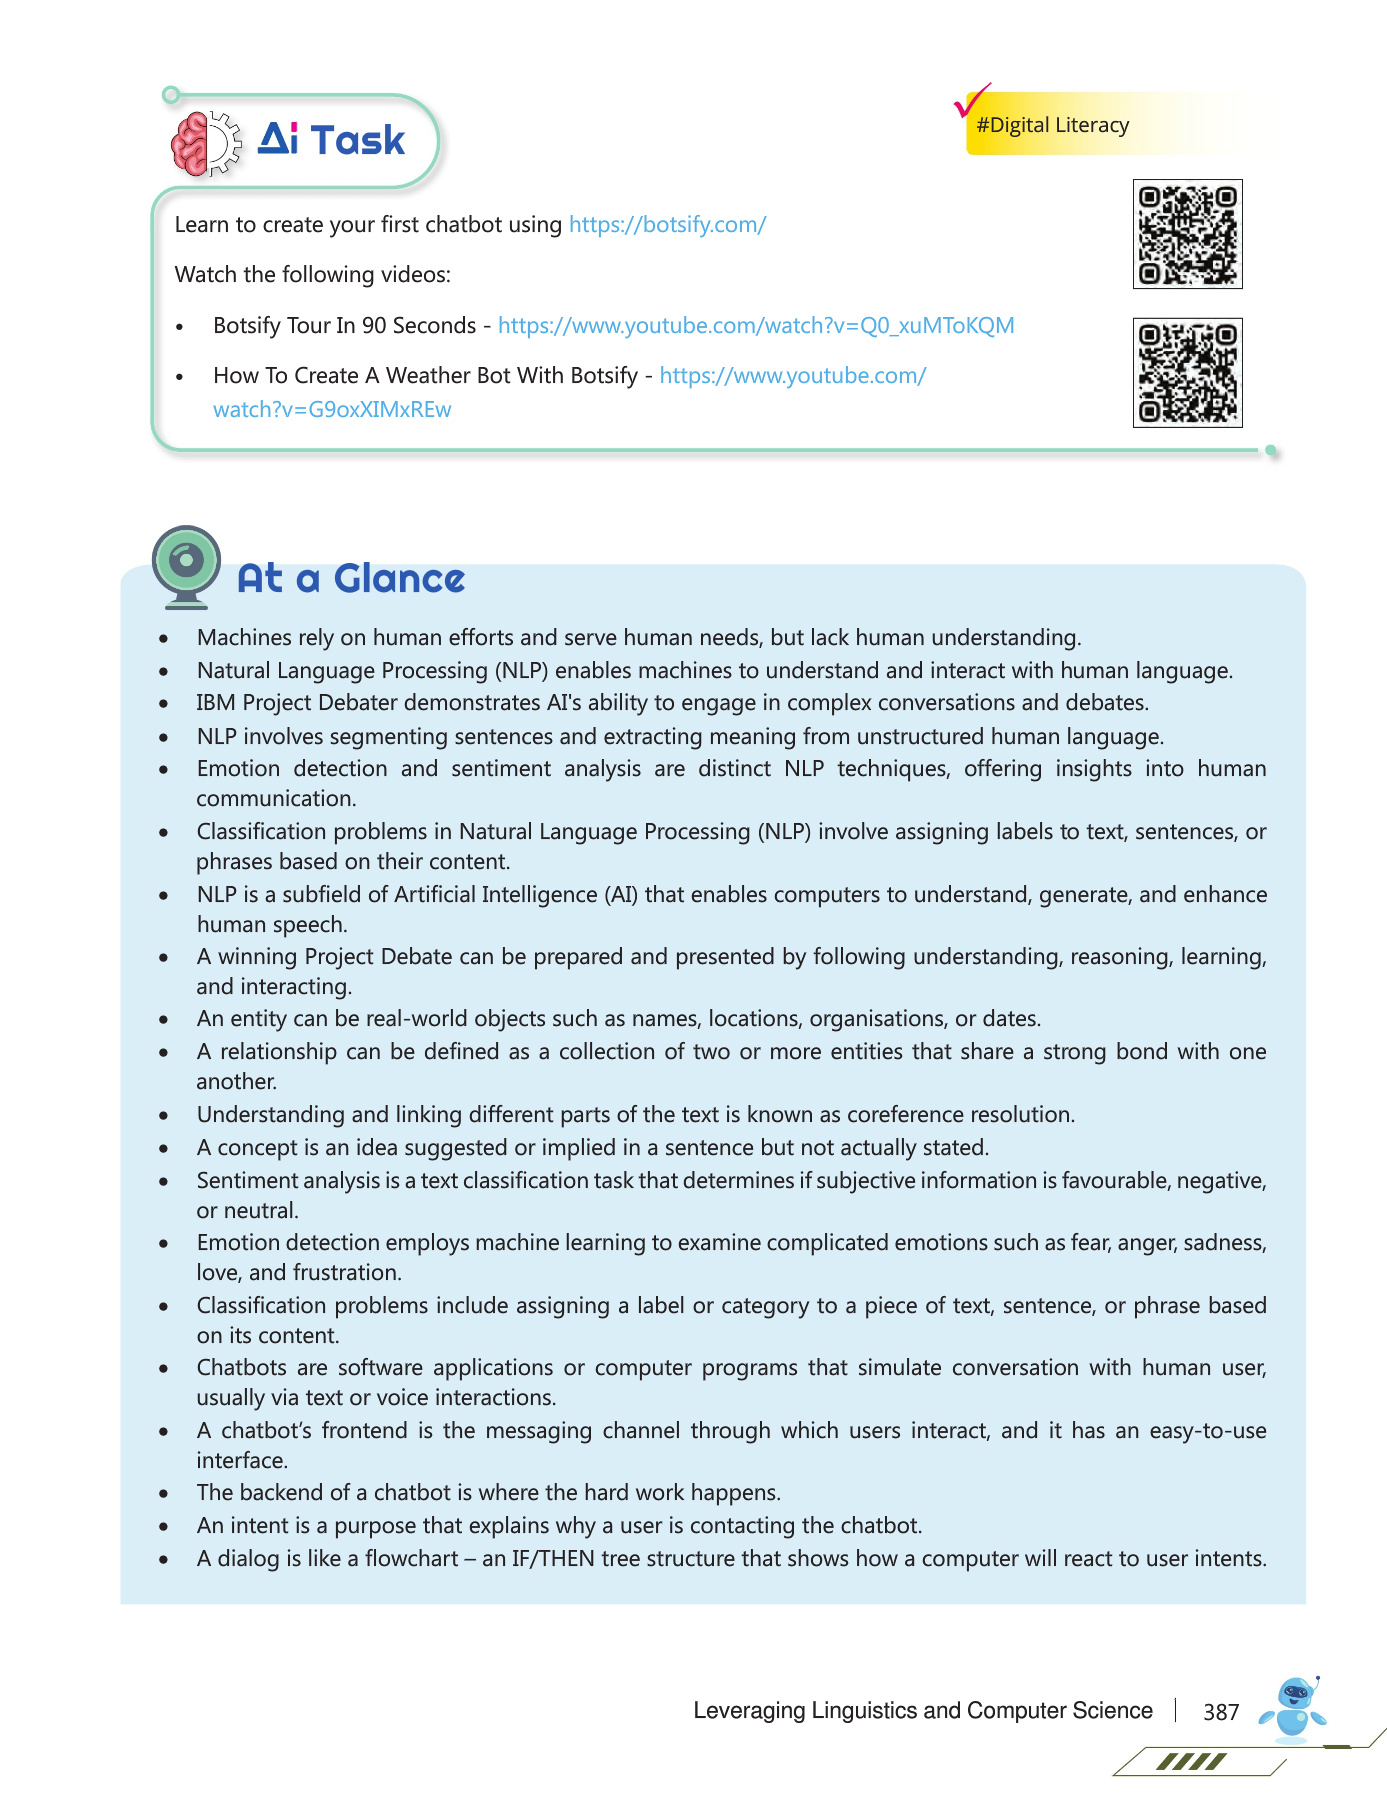 Ai Task
#Digital Literacy
Learn to create your first chatbot using https://botsify.com/
Watch the following videos:
• Botsify Tour In 90 Seconds - https://www.youtube.com/watch?v=Q0_xuMToKQM
• How To Create A Weather Bot With Botsify - https://www.youtube.com/
watch?v=G9oxXIMxREw
At a Glance
• Machines rely on human efforts and serve human needs, but lack human understanding.
• Natural Language Processing (NLP) enables machines to understand and interact with human language.
• IBM Project Debater demonstrates AI's ability to engage in complex conversations and debates.
• NLP involves segmenting sentences and extracting meaning from unstructured human language.
• Emotion detection and sentiment analysis are distinct NLP techniques, offering insights into human
communication.
• Classification problems in Natural Language Processing (NLP) involve assigning labels to text, sentences, or
phrases based on their content.
• NLP is a subfield of Artificial Intelligence (AI) that enables computers to understand, generate, and enhance
human speech.
• A winning Project Debate can be prepared and presented by following understanding, reasoning, learning,
and interacting.
• An entity can be real-world objects such as names, locations, organisations, or dates.
• A relationship can be defined as a collection of two or more entities that share a strong bond with one
another.
• Understanding and linking different parts of the text is known as coreference resolution.
• A concept is an idea suggested or implied in a sentence but not actually stated.
• Sentiment analysis is a text classification task that determines if subjective information is favourable, negative,
or neutral.
• Emotion detection employs machine learning to examine complicated emotions such as fear, anger, sadness,
love, and frustration.
• Classification problems include assigning a label or category to a piece of text, sentence, or phrase based
on its content.
• Chatbots are software applications or computer programs that simulate conversation with human user,
usually via text or voice interactions.
• A chatbot’s frontend is the messaging channel through which users interact, and it has an easy-to-use
interface.
• The backend of a chatbot is where the hard work happens.
• An intent is a purpose that explains why a user is contacting the chatbot.
• A dialog is like a flowchart – an IF/THEN tree structure that shows how a computer will react to user intents.
Leveraging Linguistics and Computer Science 387